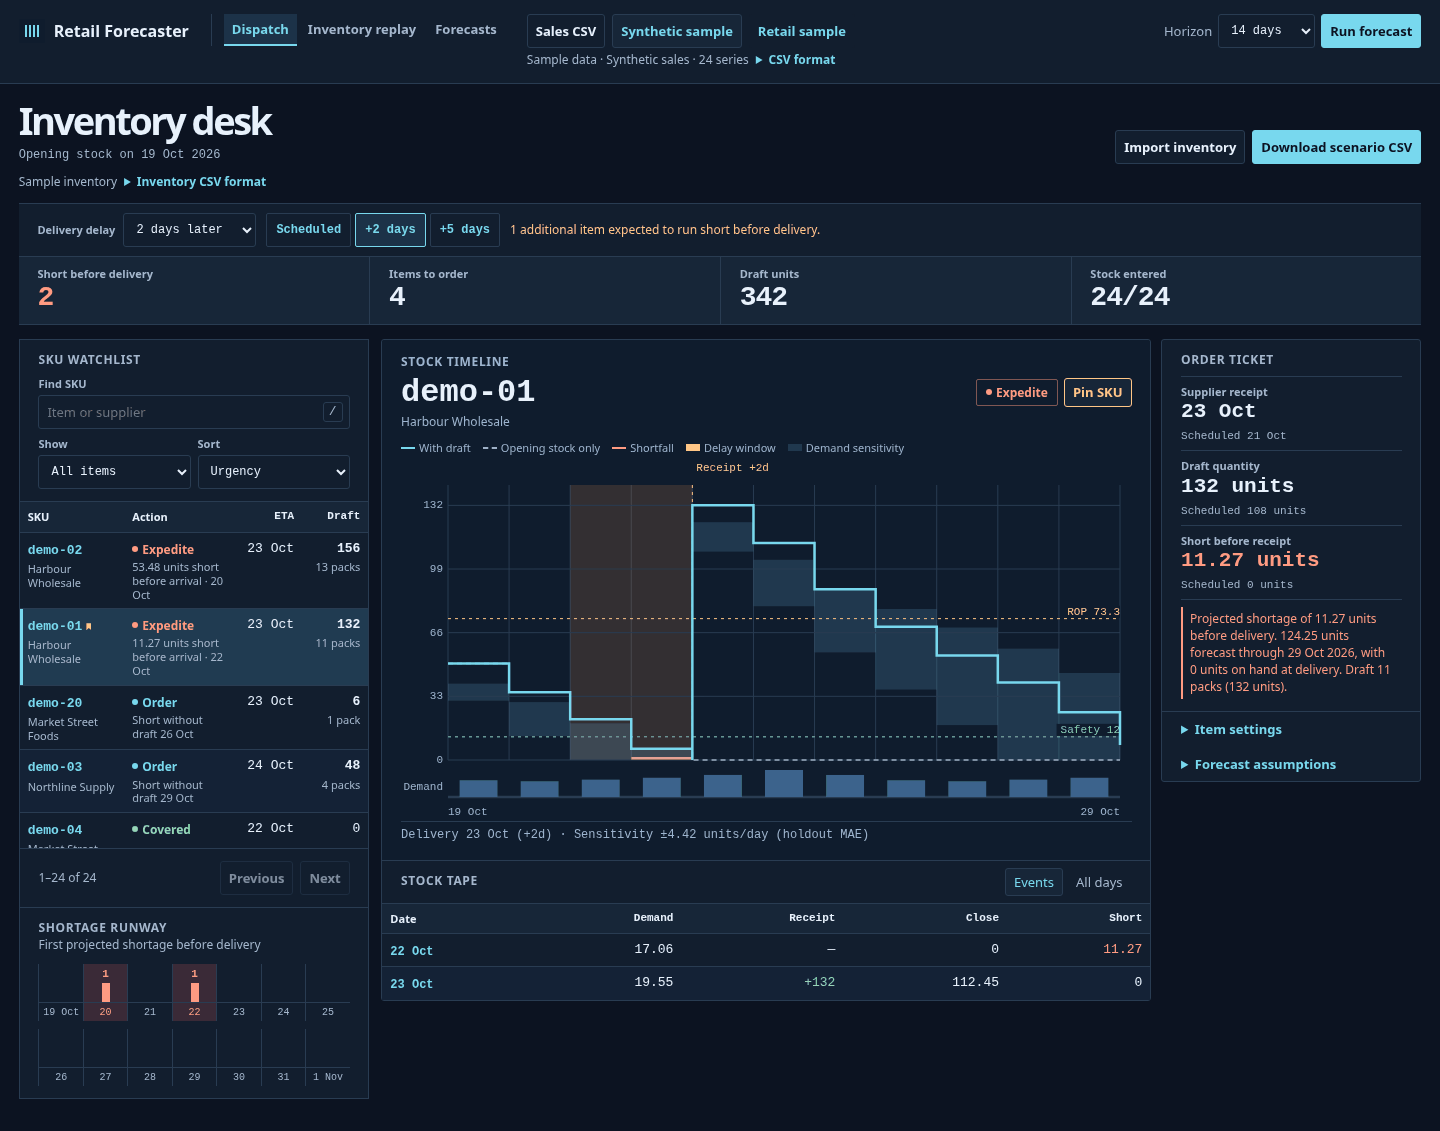 Retail Forecaster
Dispatch
Inventory replay
Forecasts
Sales CSV
Synthetic sample
Retail sample
Sample data · Synthetic sales · 24 series
CSV format
Horizon
14 days
Run forecast
Inventory desk
Opening stock on 19 Oct 2026
Sample inventory
Inventory CSV format
Import inventory
Download scenario CSV
Delivery delay
2 days later
Scheduled
+2 days
+5 days
1 additional item expected to run short before delivery.
Short before delivery
2
Items to order
4
Draft units
342
Stock entered
24/24
SKU WATCHLIST
Find SKU
Item or supplier
/
Show
Sort
All items
Urgency
SKU Action ETA Draft
demo-02 Expedite 23 Oct 156
Harbour Wholesale
53.48 units short before arrival · 20 Oct
13 packs
demo-01 Expedite 23 Oct 132
Harbour Wholesale
11.27 units short before arrival · 22 Oct
11 packs
demo-20 Order 23 Oct 6
Market Street Foods
Short without draft 26 Oct
1 pack
demo-03 Order 24 Oct 48
Northline Supply
Short without draft 29 Oct
4 packs
demo-04 Covered 22 Oct 0
Market Street
1–24 of 24
Previous
Next
SHORTAGE RUNWAY
First projected shortage before delivery
1 1
19 Oct 20 21 22 23 24 25
26 27 28 29 30 31 1 Nov
STOCK TIMELINE
demo-01
Harbour Wholesale
Expedite
Pin SKU
With draft
Opening stock only
Shortfall
Delay window
Demand sensitivity
Receipt +2d
132
99
66
33
0
ROP 73.3
Safety 12
Demand
19 Oct
29 Oct
Delivery 23 Oct (+2d) · Sensitivity ±4.42 units/day (holdout MAE)
STOCK TAPE
Events
All days
Date Demand Receipt Close Short
22 Oct 17.06 — 0 11.27
23 Oct 19.55 +132 112.45 0
ORDER TICKET
Supplier receipt
23 Oct
Scheduled 21 Oct
Draft quantity
132 units
Scheduled 108 units
Short before receipt
11.27 units
Scheduled 0 units
Projected shortage of 11.27 units
before delivery. 124.25 units
forecast through 29 Oct 2026, with
0 units on hand at delivery. Draft 11
packs (132 units).
Item settings
Forecast assumptions